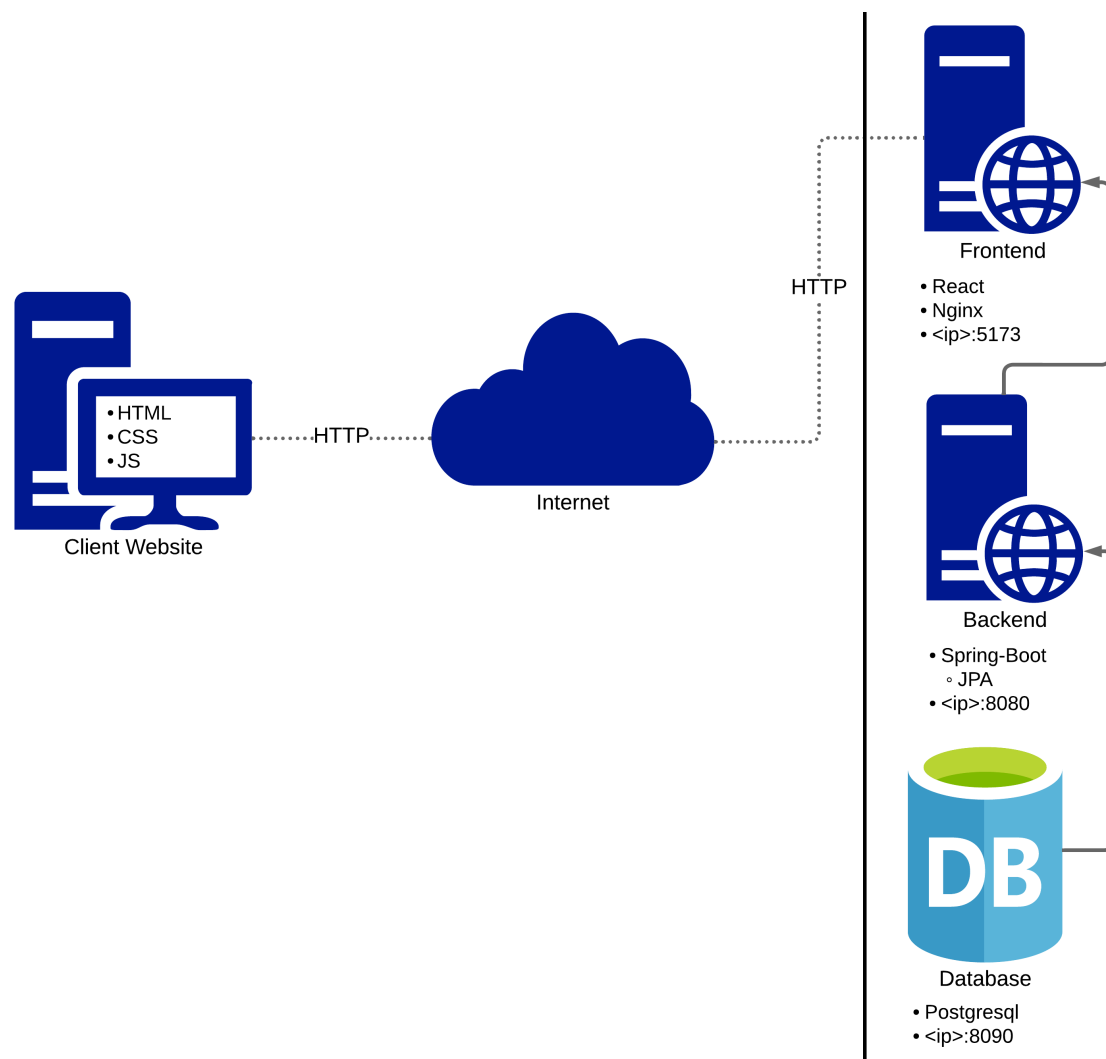 Frontend
• React
• Nginx
• <ip>:5173
HTTP
• HTML
• CSS
• JS
HTTP
Internet
Client Website
Backend
• Spring-Boot
◦ JPA
• <ip>:8080
DB
Database
• Postgresql
• <ip>:8090